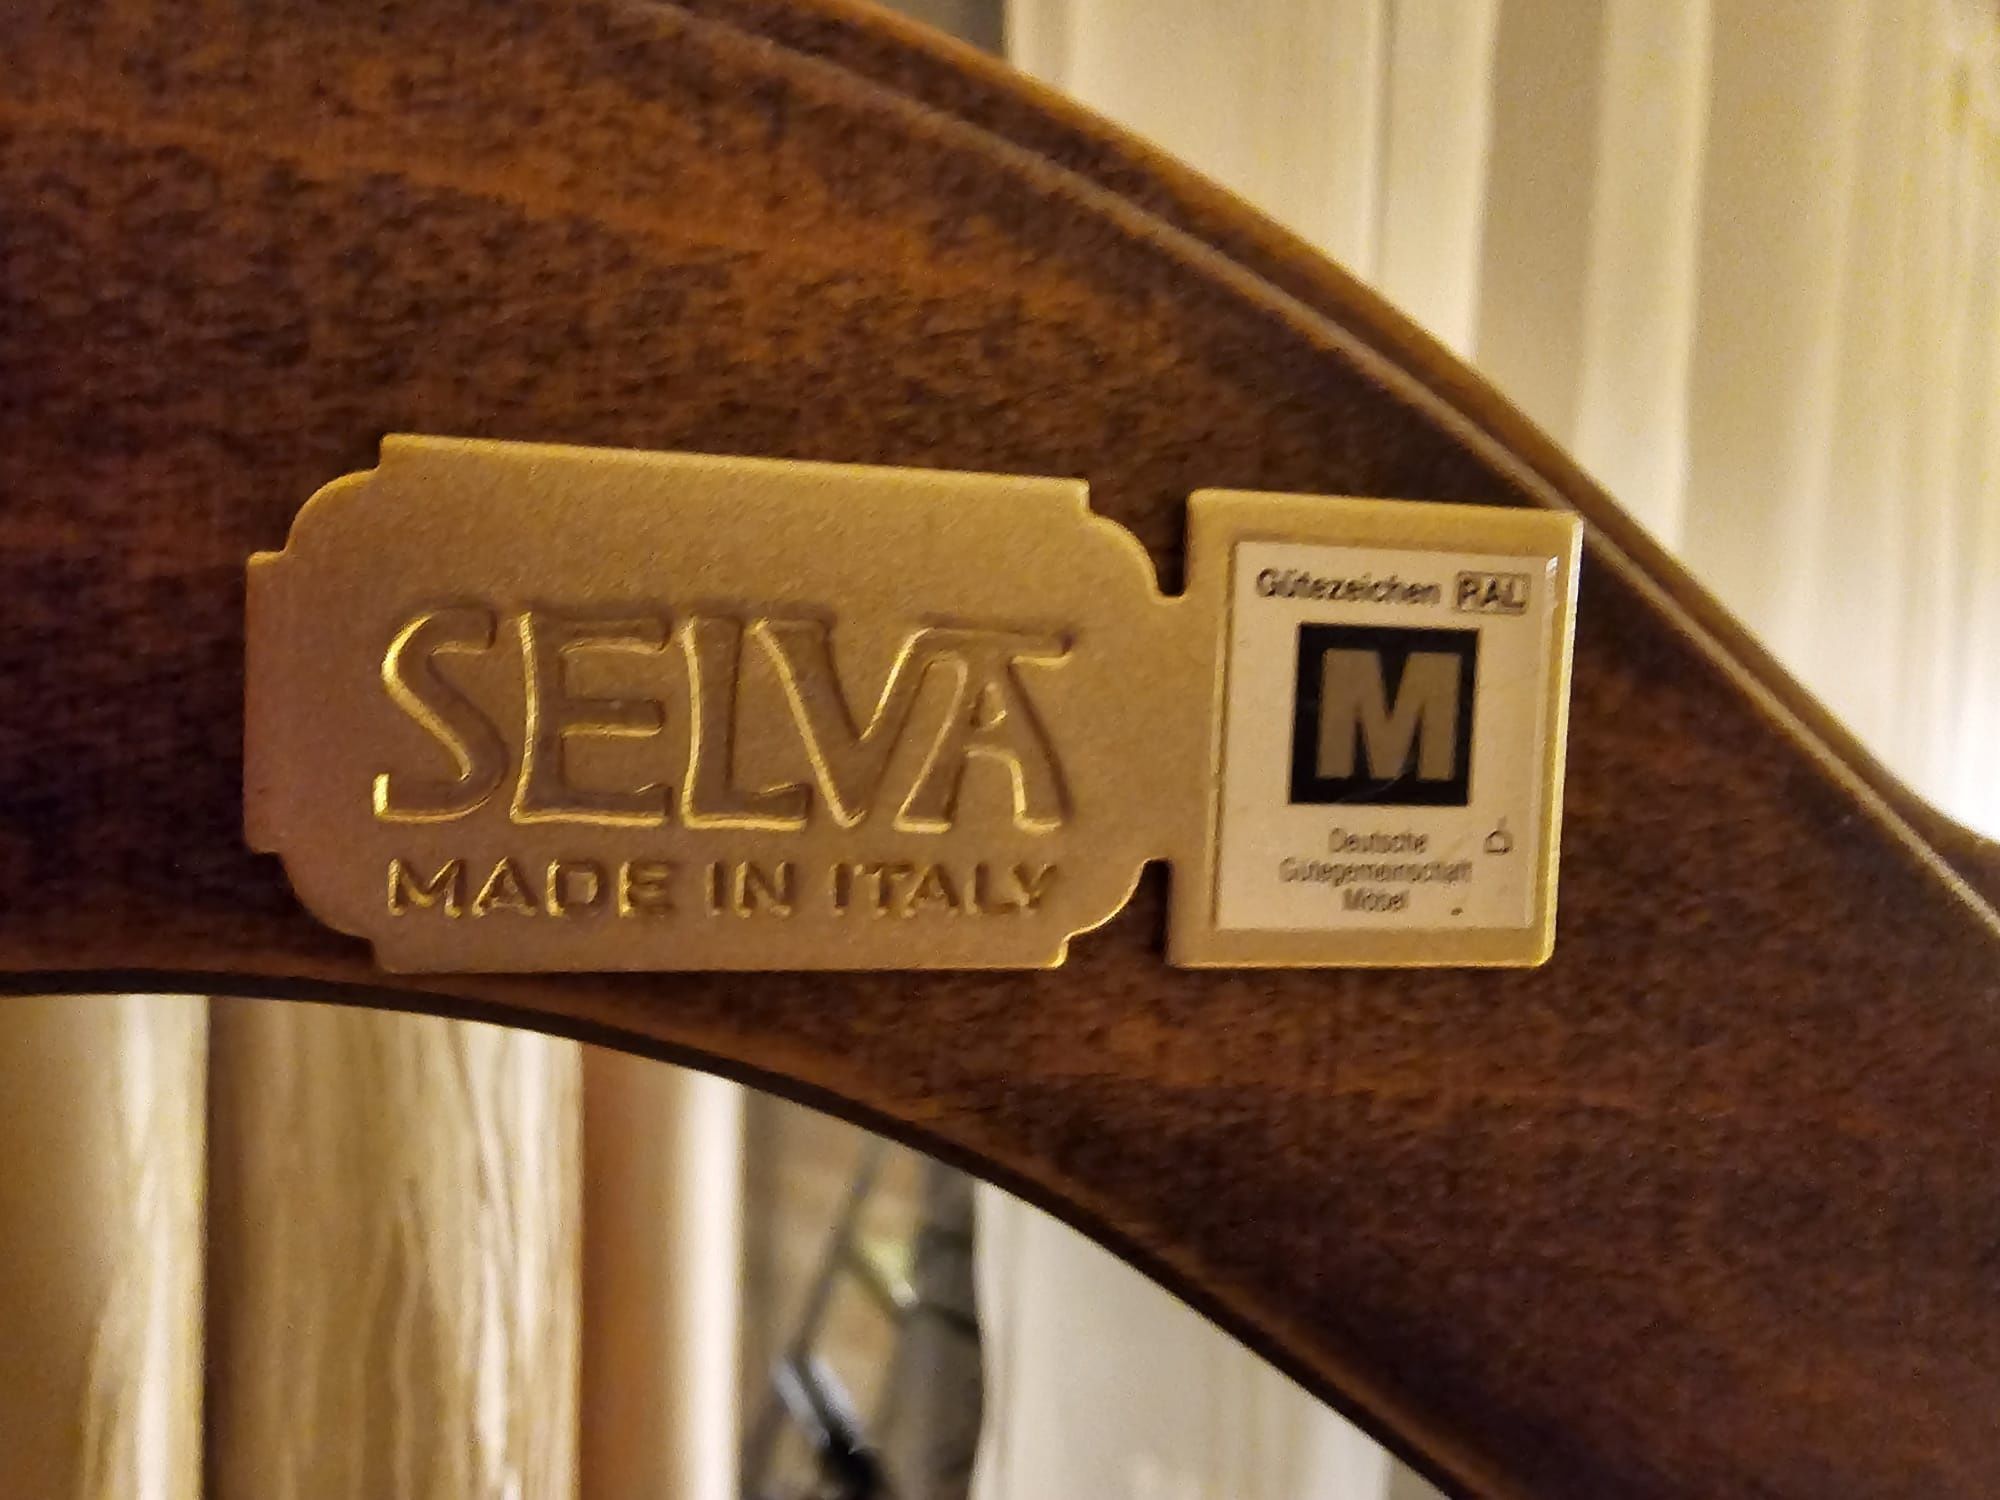 SELVA
MADE IN ITALY
Gütezeichen RAL
M
Deutsche
Gütegemeinschaft
Möbel